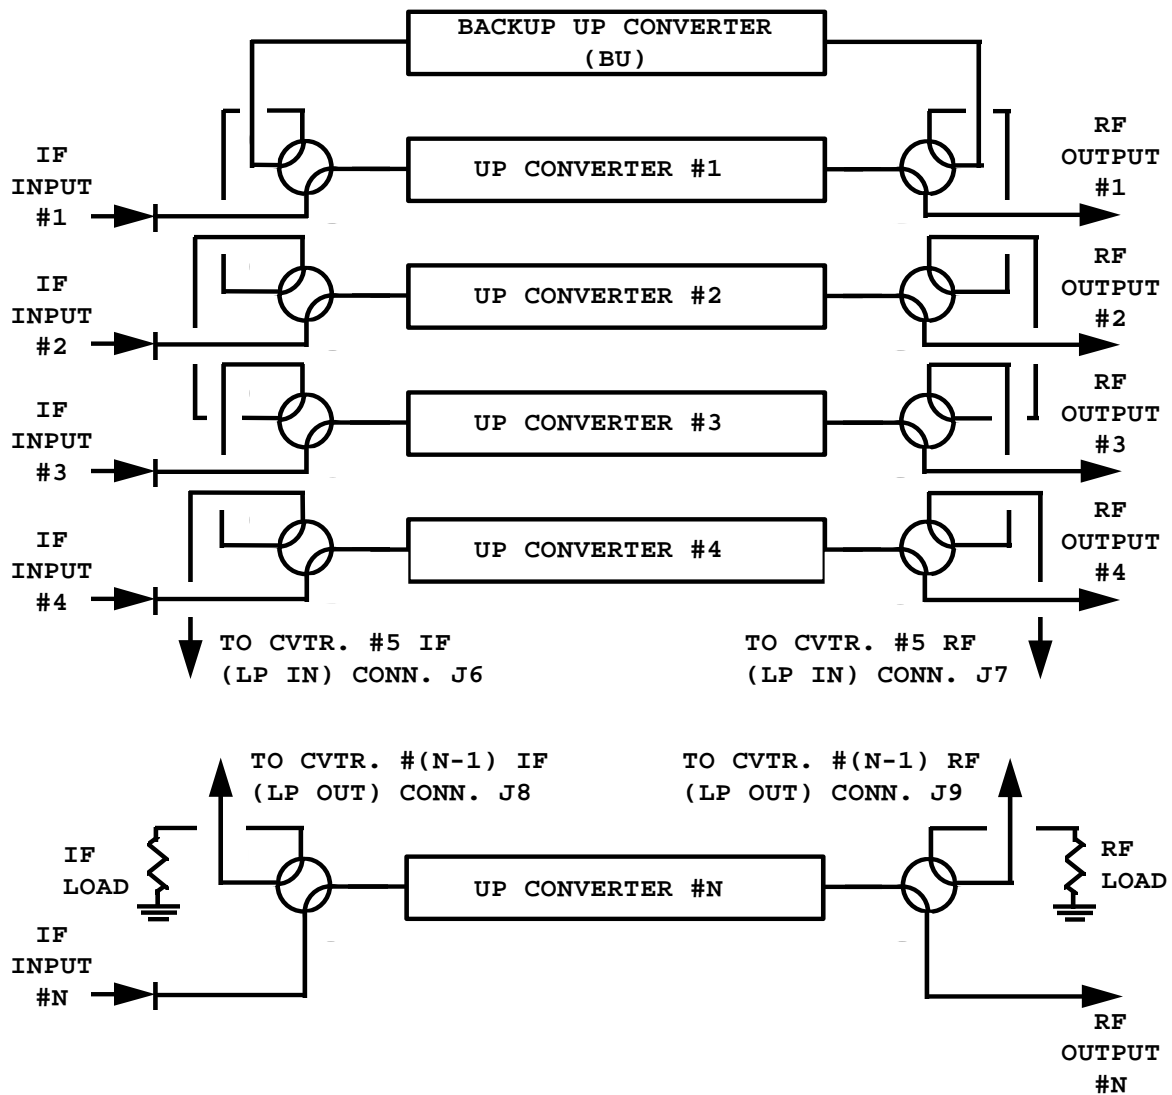 BACKUP UP CONVERTER
(BU)
IF
INPUT
#1
UP CONVERTER #1
RF
OUTPUT
#1
IF
INPUT
#2
UP CONVERTER #2
RF
OUTPUT
#2
IF
INPUT
#3
UP CONVERTER #3
RF
OUTPUT
#3
IF
INPUT
#4
UP CONVERTER #4
RF
OUTPUT
#4
TO CVTR. #5 IF
(LP IN) CONN. J6
TO CVTR. #5 RF
(LP IN) CONN. J7
TO CVTR. #(N-1) IF
(LP OUT) CONN. J8
TO CVTR. #(N-1) RF
(LP OUT) CONN. J9
IF
LOAD
UP CONVERTER #N
RF
LOAD
IF
INPUT
#N
RF
OUTPUT
#N